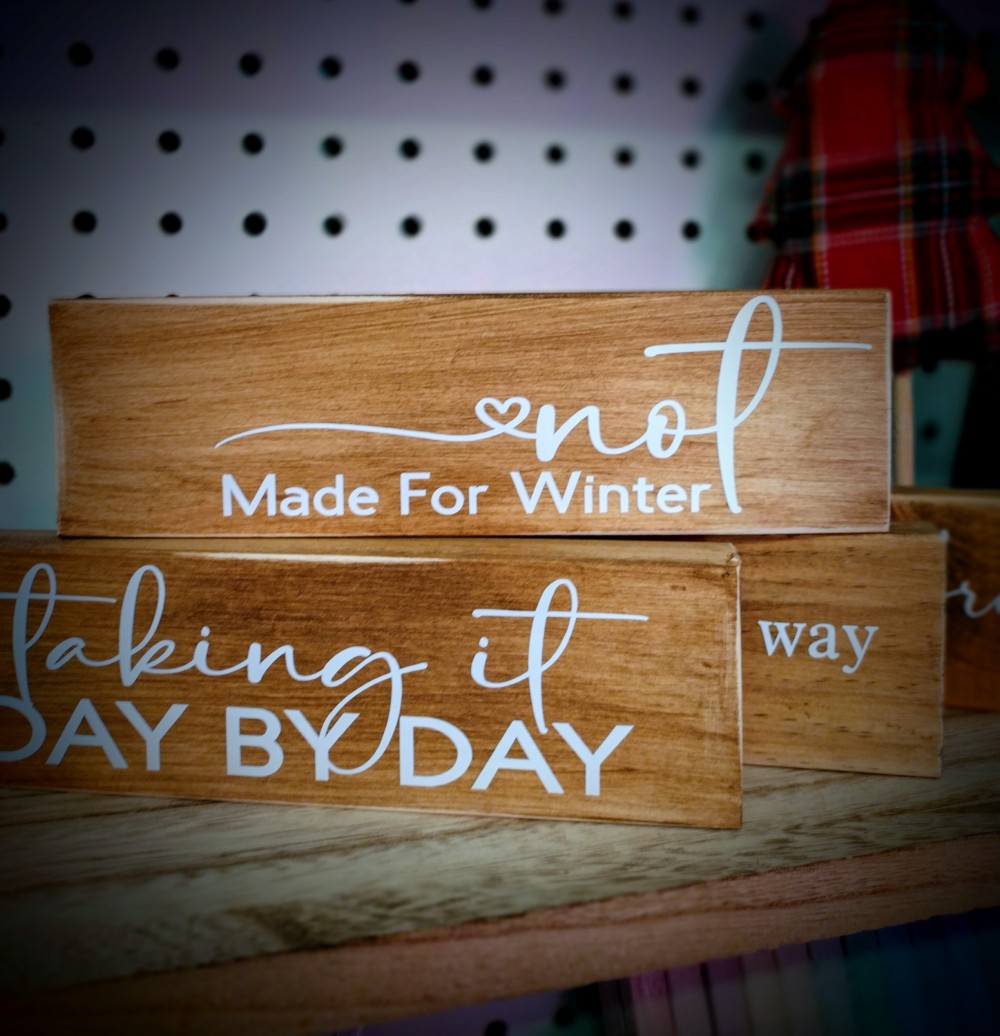 not
Made For Winter
taking it
DAY BY DAY
way